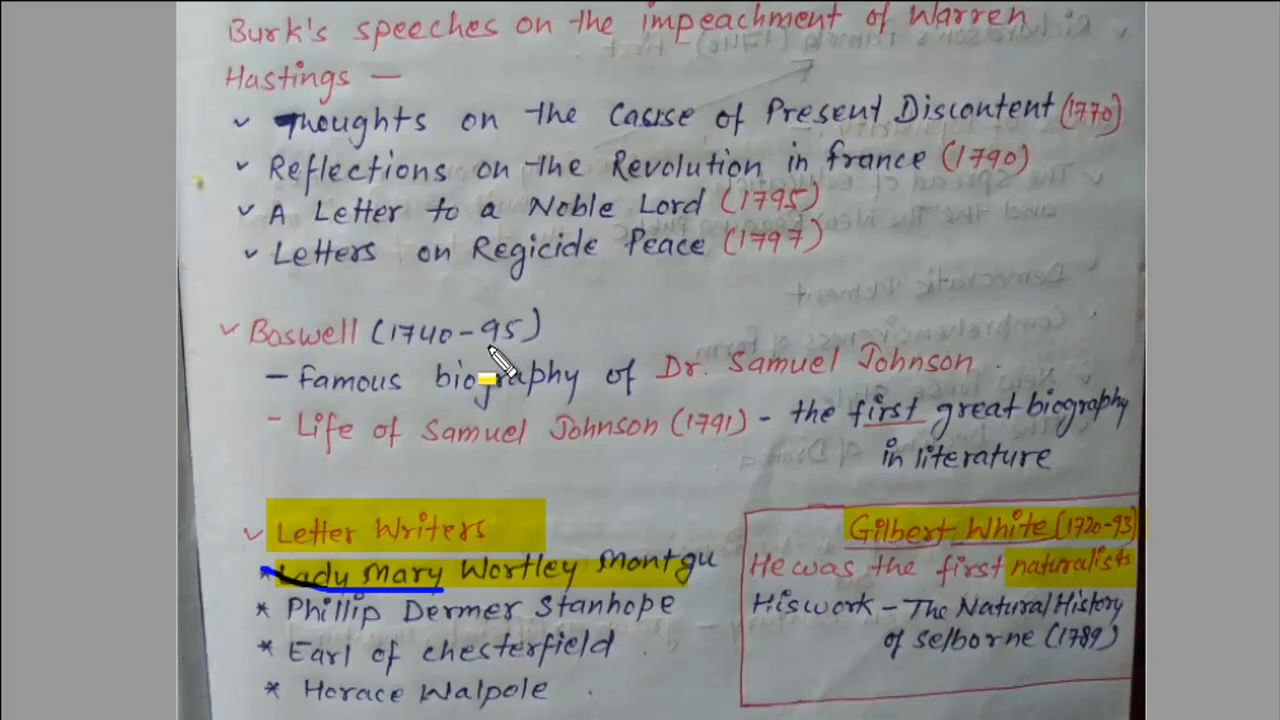 Burk's speeches on the impeachment of Warren
Hastings —
✓ Thoughts on the Casise of Present Discontent (1770)
✓ Reflections on the Revolution in france (1790)
✓ A Letter to a Noble Lord (1795)
✓ Letters on Regicide Peace (1797)
✓ Boswell (1740-95)
- Famous biography of Dr. Samuel Johnson
- Life of Samuel Johnson (1791) - the first great biography
in literature
✓ Letter Writers
* Lady Mary Wortley Montgu
* Phillip Dermer Stanhope
* Earl of chesterfield
* Horace Walpole
Gilbert White (1720-93)
He was the first naturalists
His work - The Natural History
of Selborne (1789)